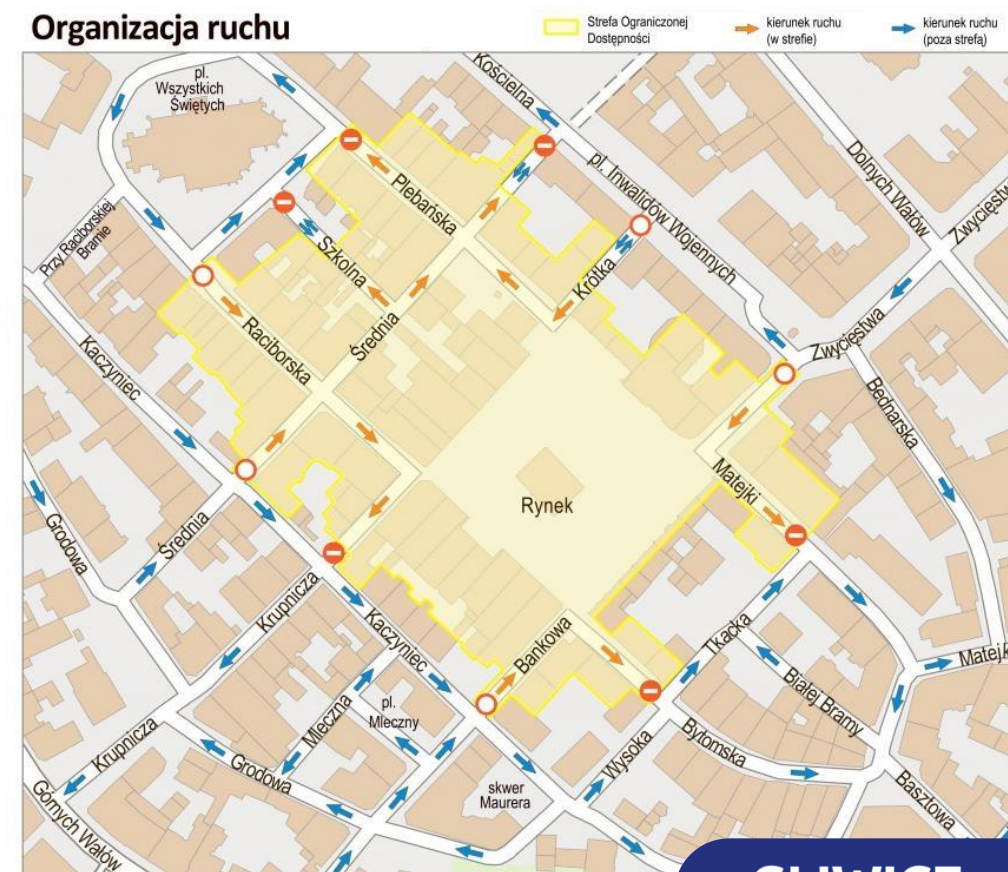 Organizacja ruchu
Strefa Ograniczonej
Dostępności
kierunek ruchu
(w strefie)
kierunek ruchu
(poza strefą)
pl.
Wszystkich
Świętych
Kościelna
pl. Inwalidów Wojennych
Dolnych Wałów
Zwycięstwa
Plebańska
Przy Raciborskiej
Bramie
Szkolna
Krótka
Raciborska
Średnia
Zwycięstwa
Kaczyniec
Bednarska
Matejki
Rynek
Grodowa
Średnia
Krupnicza
Kaczyniec
Bankowa
Tkacka
Matejk
Białej Bramy
pl.
Mleczny
Mleczna
Krupnicza
Grodowa
Wysoka
Bytomska
skwer
Maurera
Basztowa
Górnych Wałów